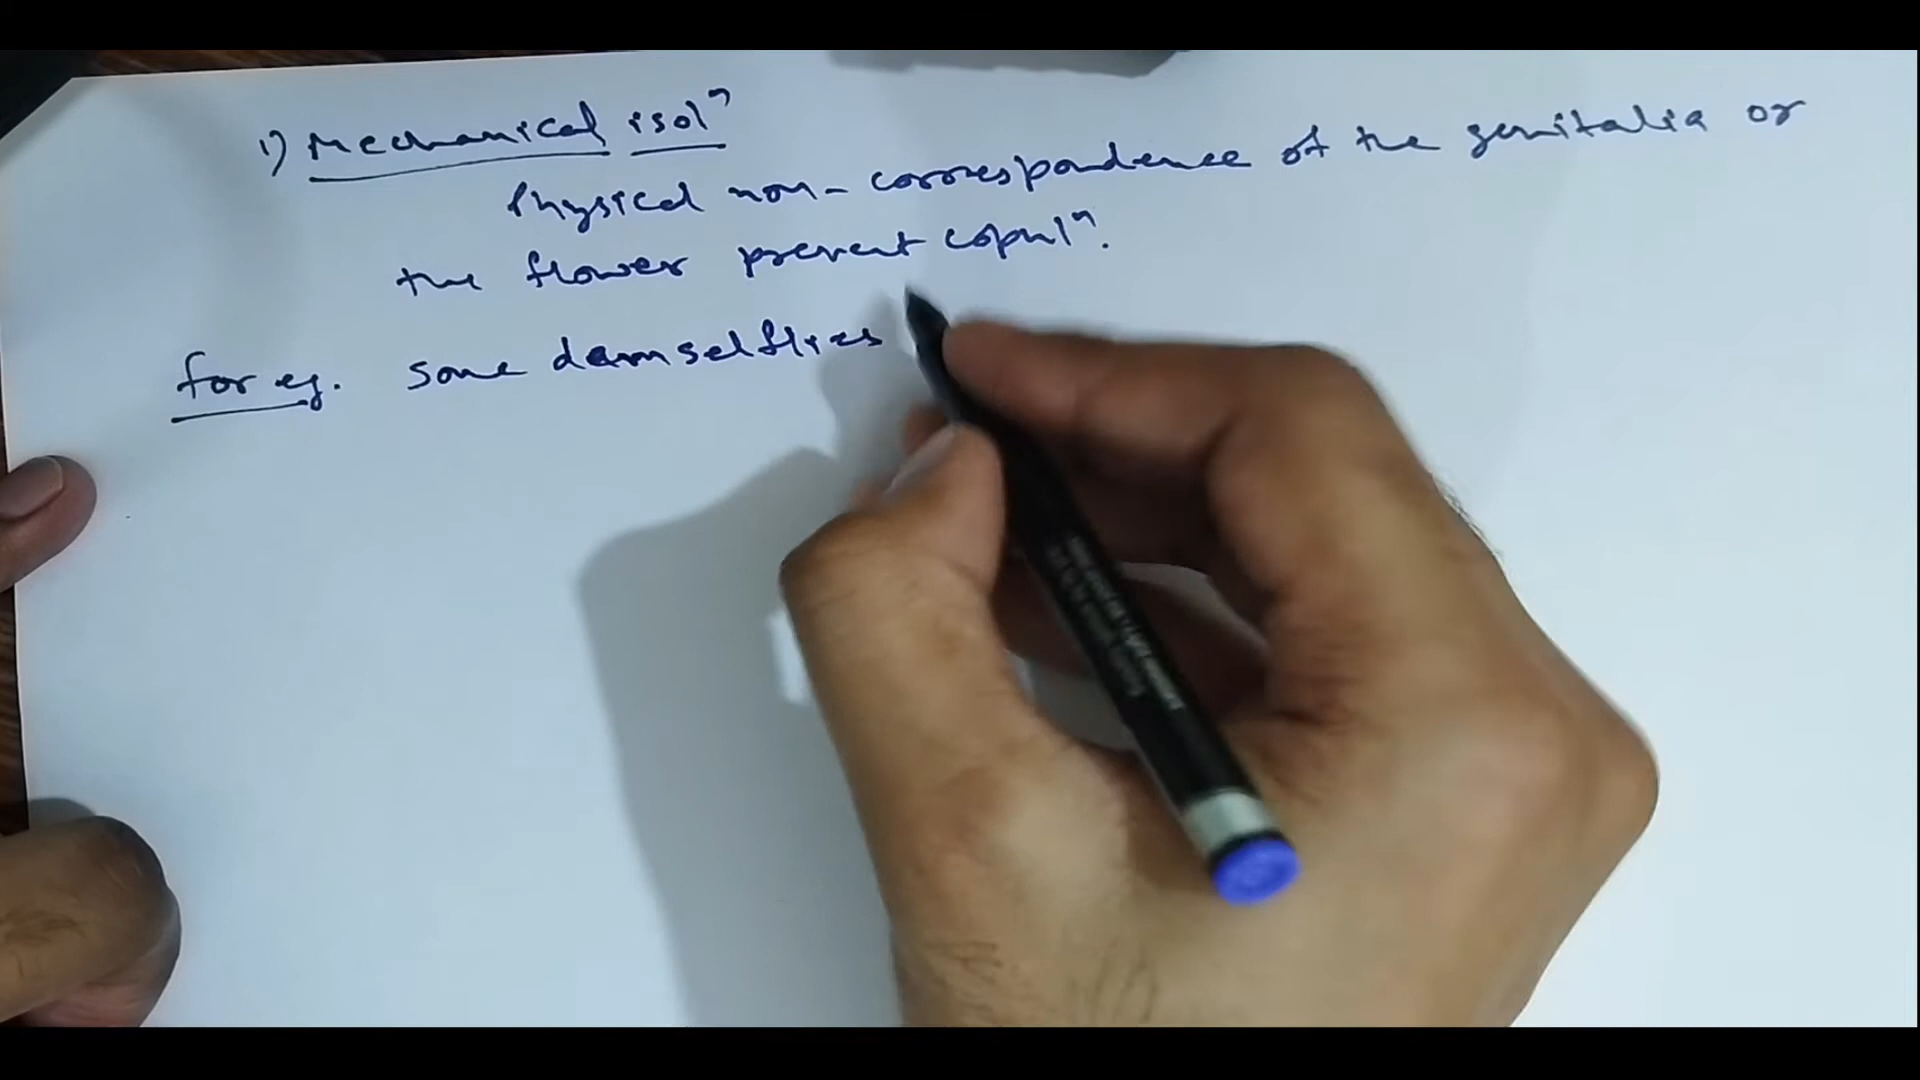 1) Mechanical isolⁿ
Physical non-correspondence of the genitalia or
the flower prevent copulⁿ.
for eg. some damselflies